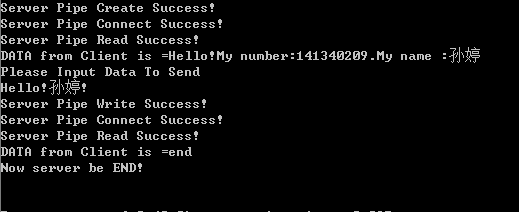 Server Pipe Create Success!
Server Pipe Connect Success!
Server Pipe Read Success!
DATA from Client is =Hello!My number:141340209.My name :孙婷
Please Input Data To Send
Hello!孙婷!
Server Pipe Write Success!
Server Pipe Connect Success!
Server Pipe Read Success!
DATA from Client is =end
Now server be END!